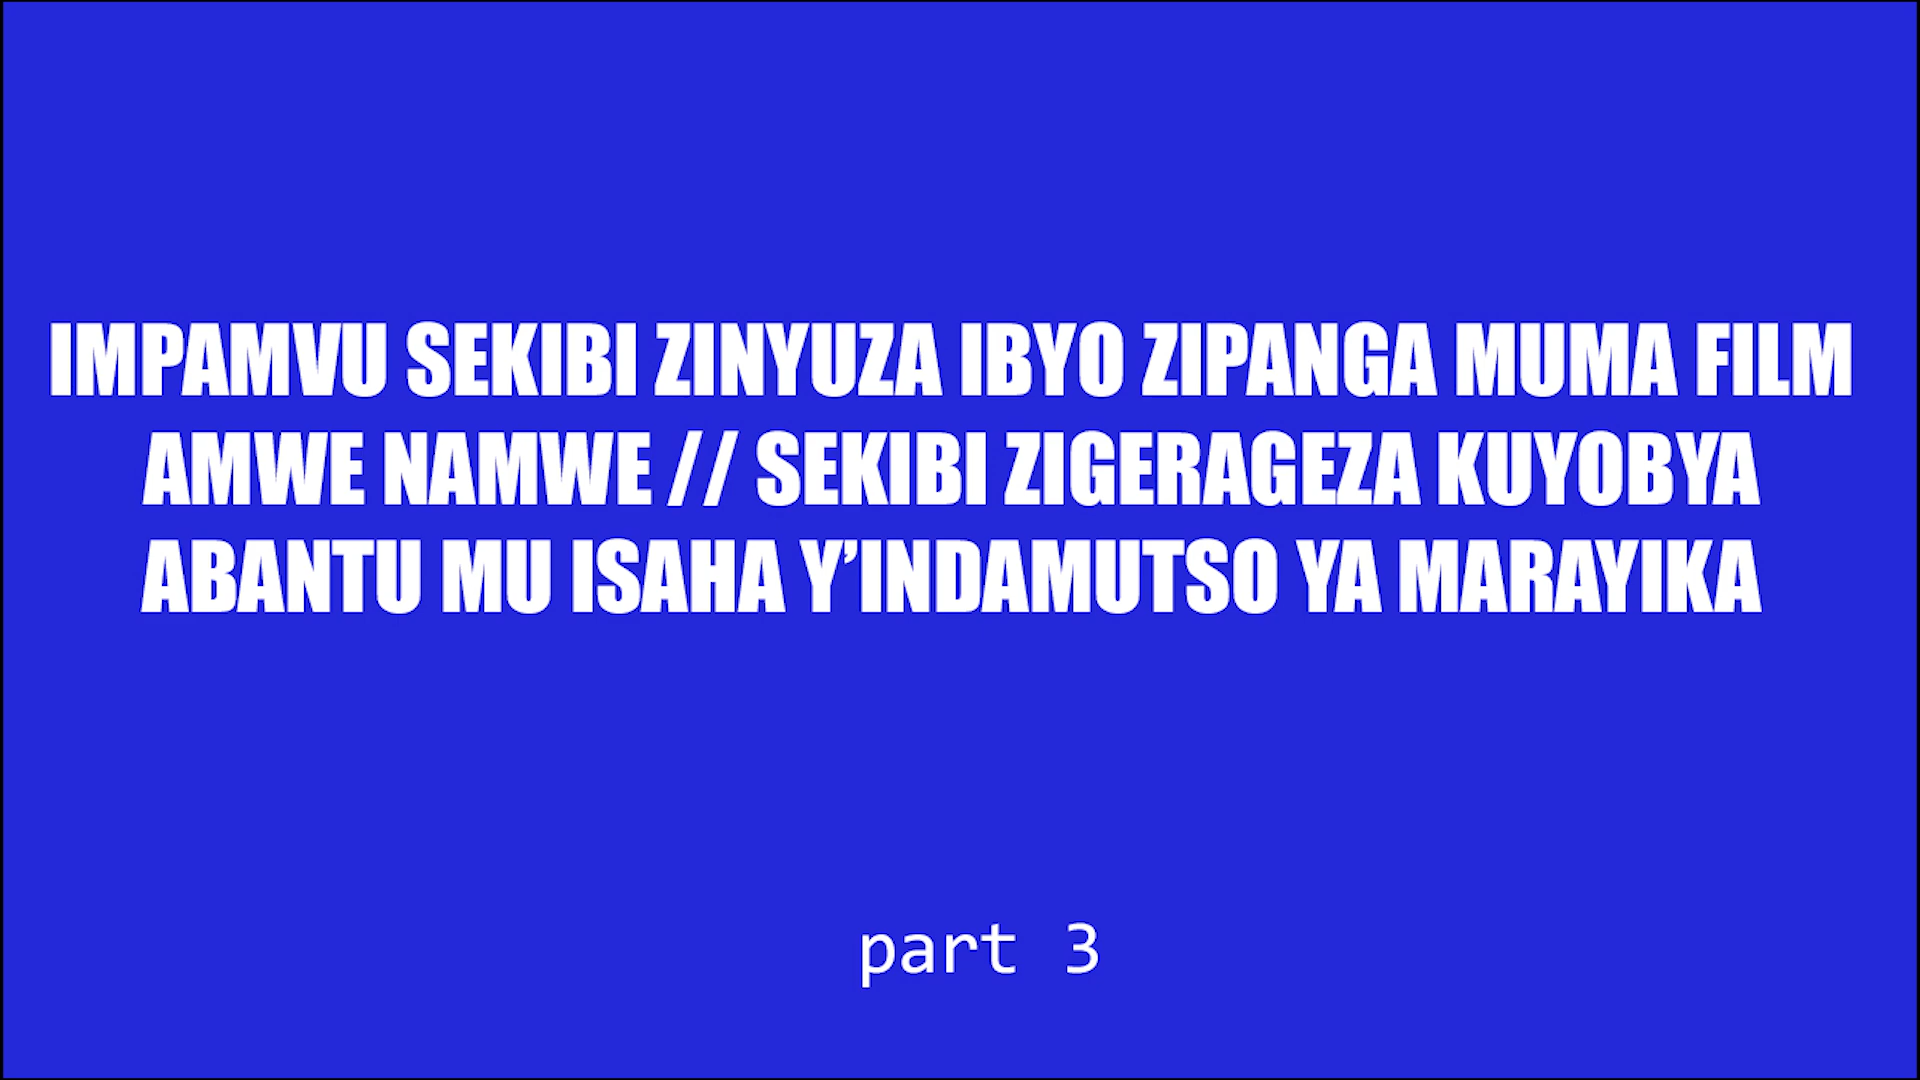 IMPAMVU SEKIBI ZINYUZA IBYO ZIPANGA MUMA FILM
AMWE NAMWE // SEKIBI ZIGERAGEZA KUYOBYA
ABANTU MU ISAHA Y’INDAMUTSO YA MARAYIKA
part 3